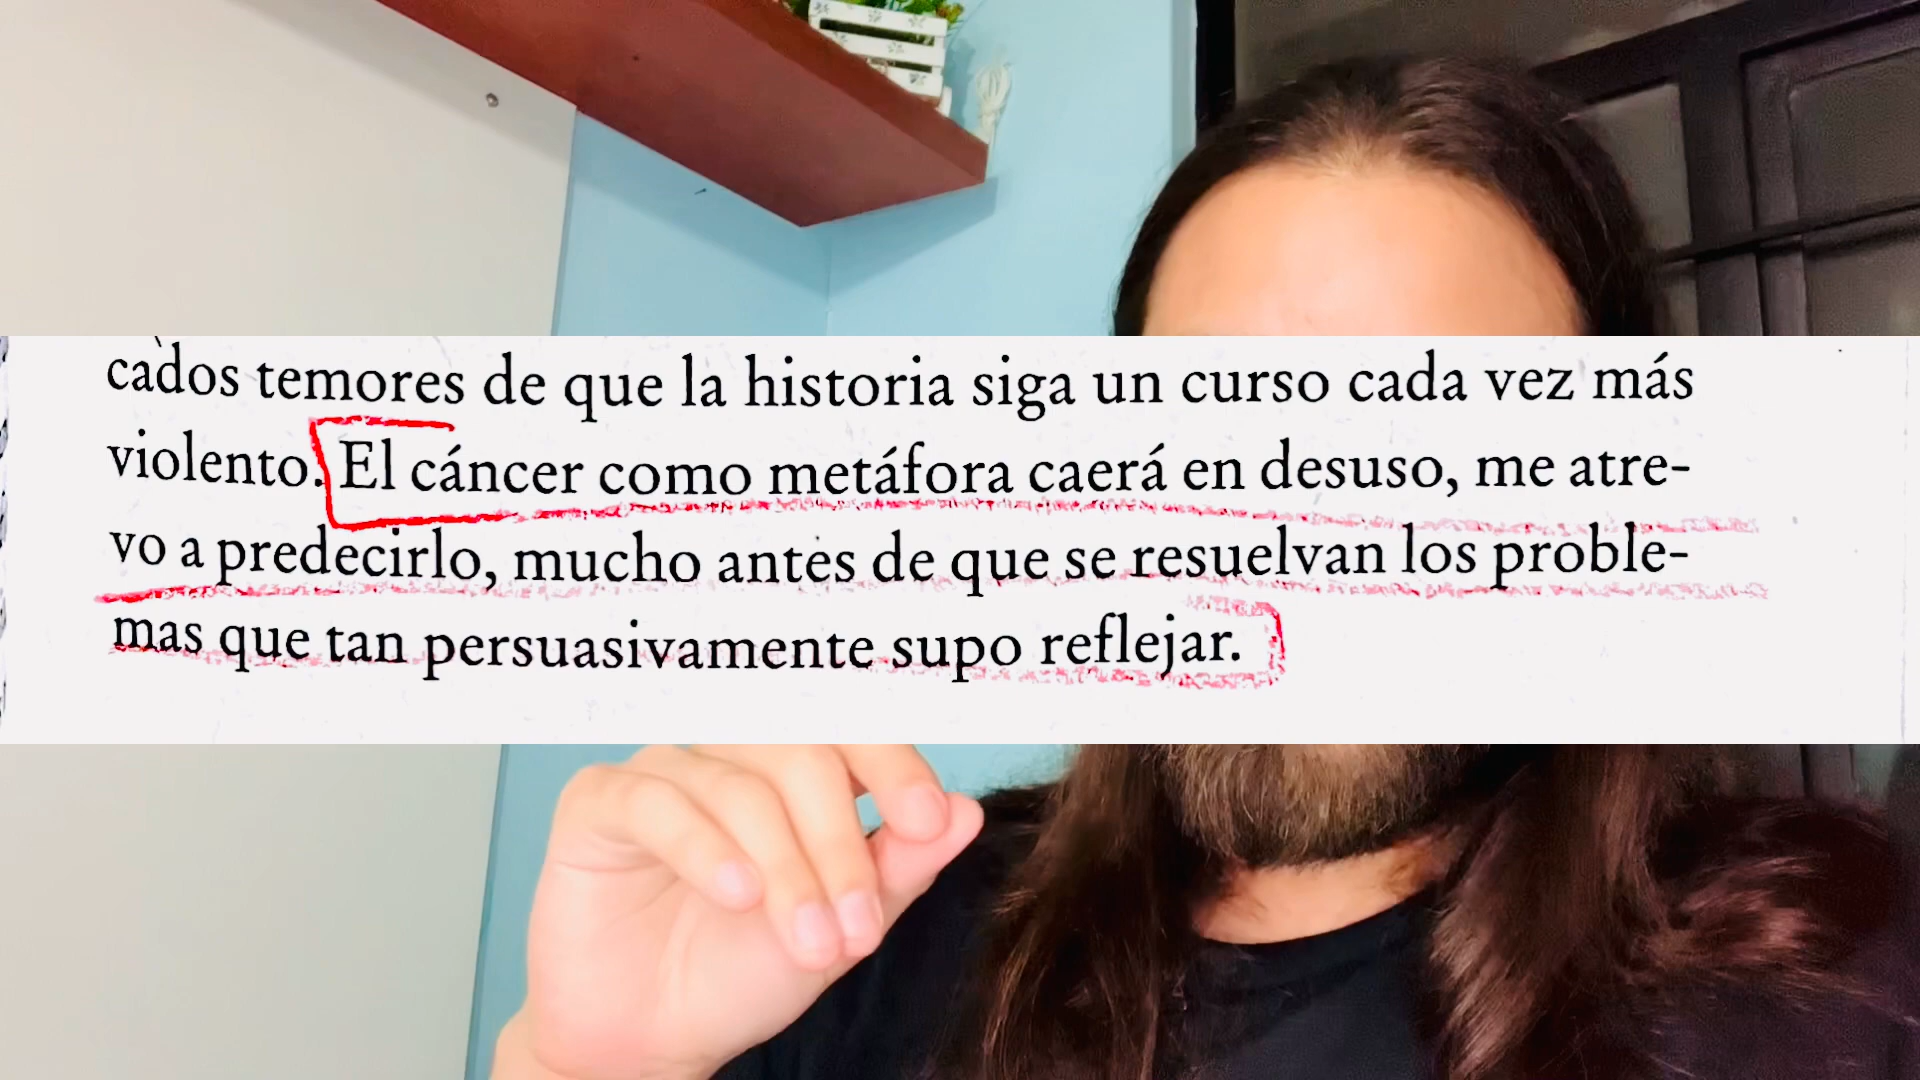 cados temores de que la historia siga un curso cada vez más
violento. El cáncer como metáfora caerá en desuso, me atre-
vo a predecirlo, mucho antes de que se resuelvan los proble-
mas que tan persuasivamente supo reflejar.